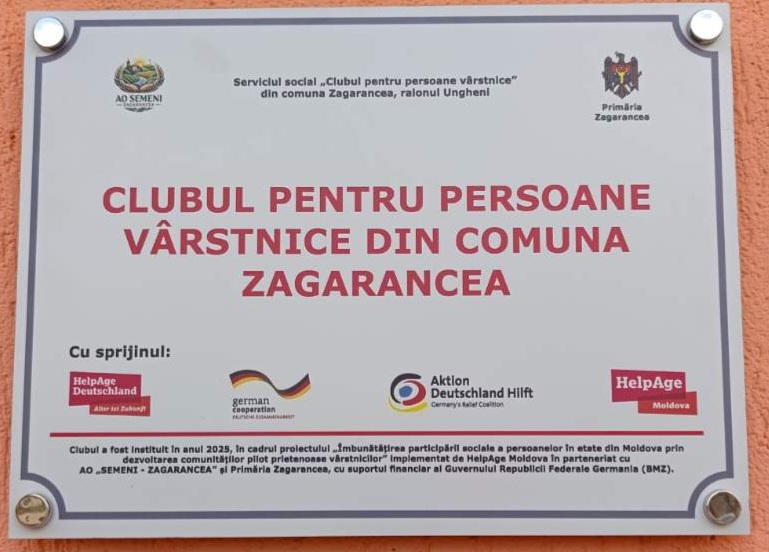 AO SEMENI
ZAGARANCEA
Serviciul social „Clubul pentru persoane vârstnice”
din comuna Zagarancea, raionul Ungheni
Primăria
Zagarancea
CLUBUL PENTRU PERSOANE
VÂRSTNICE DIN COMUNA
ZAGARANCEA
Cu sprijinul:
HelpAge
Deutschland
Alter ist Zukunft
german
cooperation
DEUTSCHE ZUSAMMENARBEIT
Aktion
Deutschland Hilft
Germany's Relief Coalition
HelpAge
Moldova
Clubul a fost instituit în anul 2025, în cadrul proiectului „Îmbunătățirea participării sociale a persoanelor în etate din Moldova prin
dezvoltarea comunităților pilot prietenoase vârstnicilor” implementat de HelpAge Moldova în parteneriat cu
AO „SEMENI - ZAGARANCEA” și Primăria Zagarancea, cu suportul financiar al Guvernului Republicii Federale Germania (BMZ).